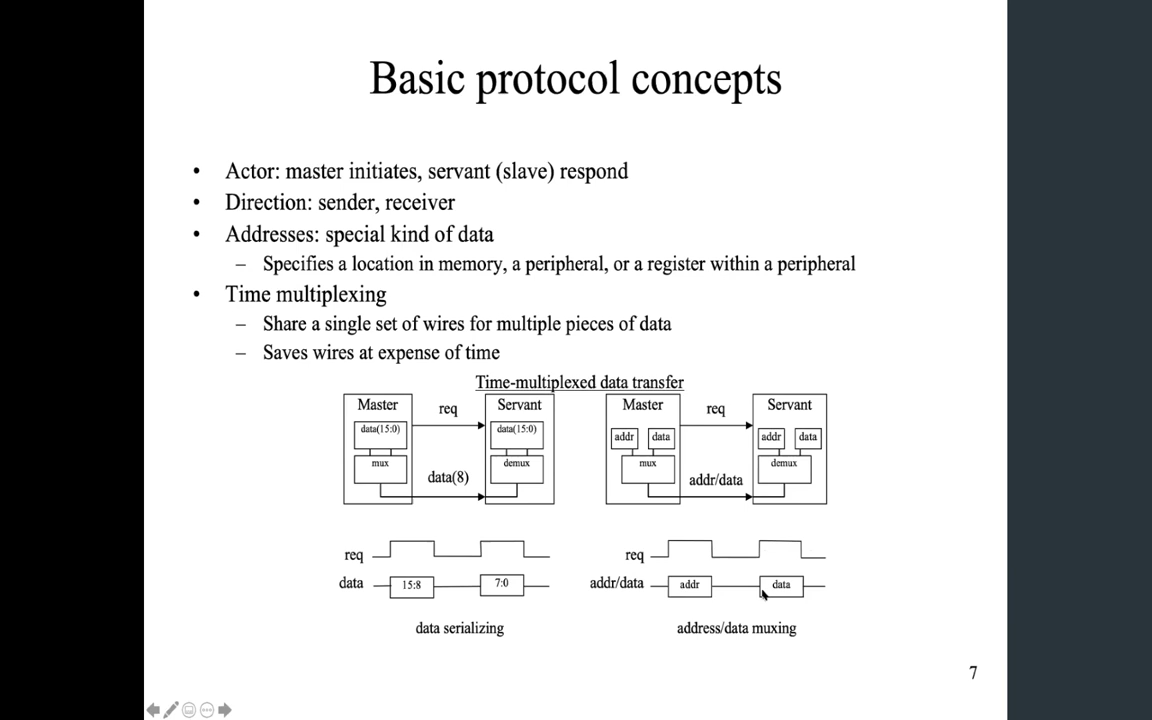 Basic protocol concepts
• Actor: master initiates, servant (slave) respond
• Direction: sender, receiver
• Addresses: special kind of data
– Specifies a location in memory, a peripheral, or a register within a peripheral
• Time multiplexing
– Share a single set of wires for multiple pieces of data
– Saves wires at expense of time
Time-multiplexed data transfer
Master req Servant
data(15:0) data(15:0)
mux demux
data(8)
Master req Servant
addr data addr data
mux demux
addr/data
req
data 15:8 7:0
data serializing
req
addr/data addr data
address/data muxing
7